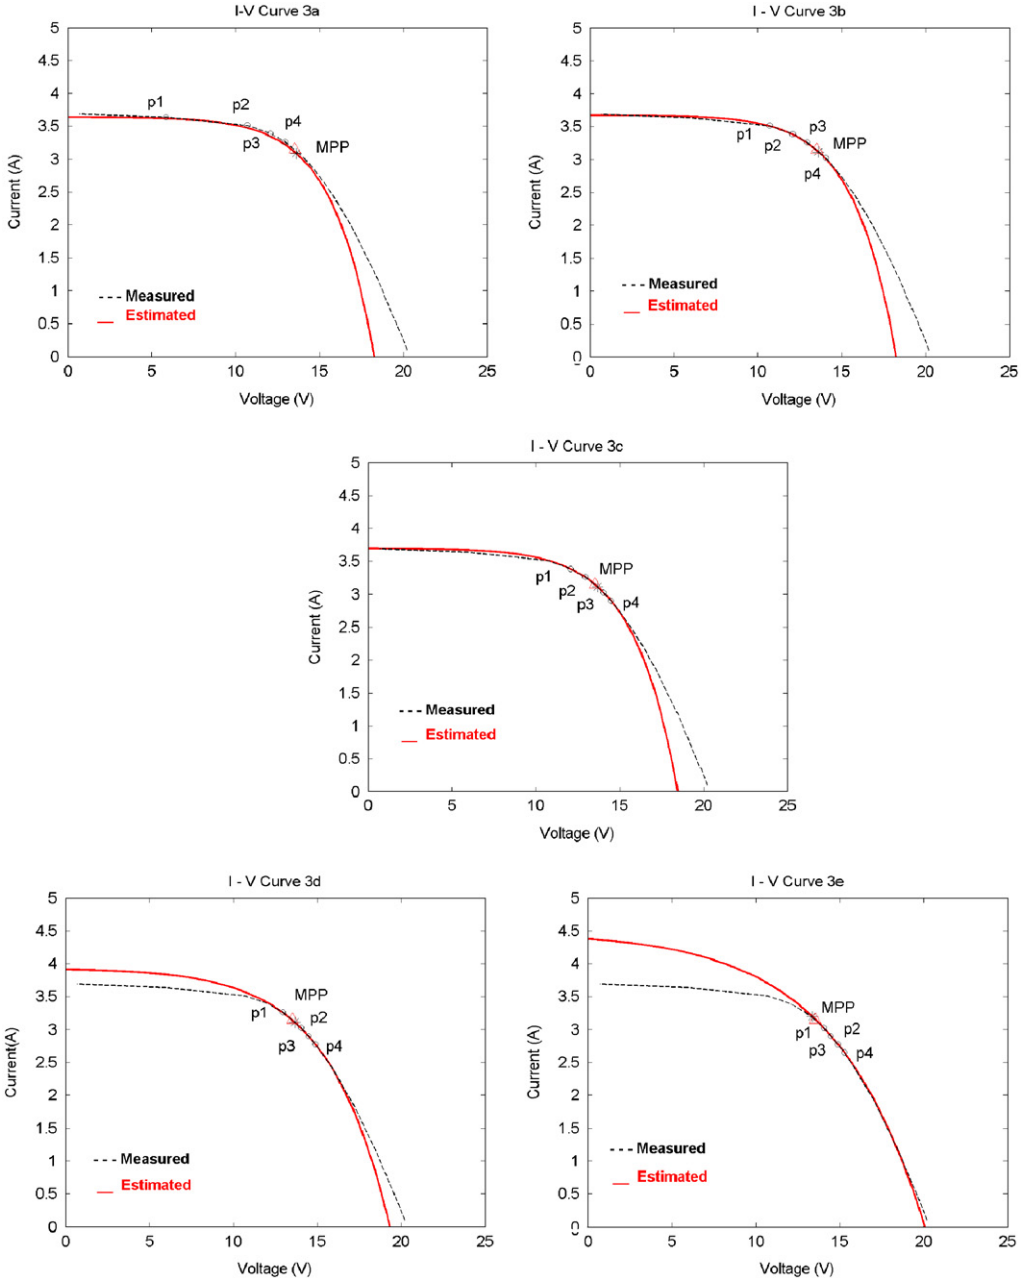 I-V Curve 3a
5
4.5
4
3.5
3
2.5
2
1.5
1
0.5
0
0 5 10 15 20 25
Current (A)
Voltage (V)
p1
p2
p3
p4
MPP
Measured
Estimated
I - V Curve 3b
5
4.5
4
3.5
3
2.5
2
1.5
1
0.5
0
0 5 10 15 20 25
Current (A)
Voltage (V)
p1
p2
p3
p4
MPP
Measured
Estimated
I - V Curve 3c
5
4.5
4
3.5
3
2.5
2
1.5
1
0.5
0
0 5 10 15 20 25
Current (A)
Voltage (V)
p1
p2
p3
p4
MPP
Measured
Estimated
I - V Curve 3d
5
4.5
4
3.5
3
2.5
2
1.5
1
0.5
0
0 5 10 15 20 25
Current(A)
Voltage (V)
p1
p2
p3
p4
MPP
Measured
Estimated
I - V Curve 3e
5
4.5
4
3.5
3
2.5
2
1.5
1
0.5
0
0 5 10 15 20 25
Current (A)
Voltage (V)
p1
p2
p3
p4
MPP
Measured
Estimated